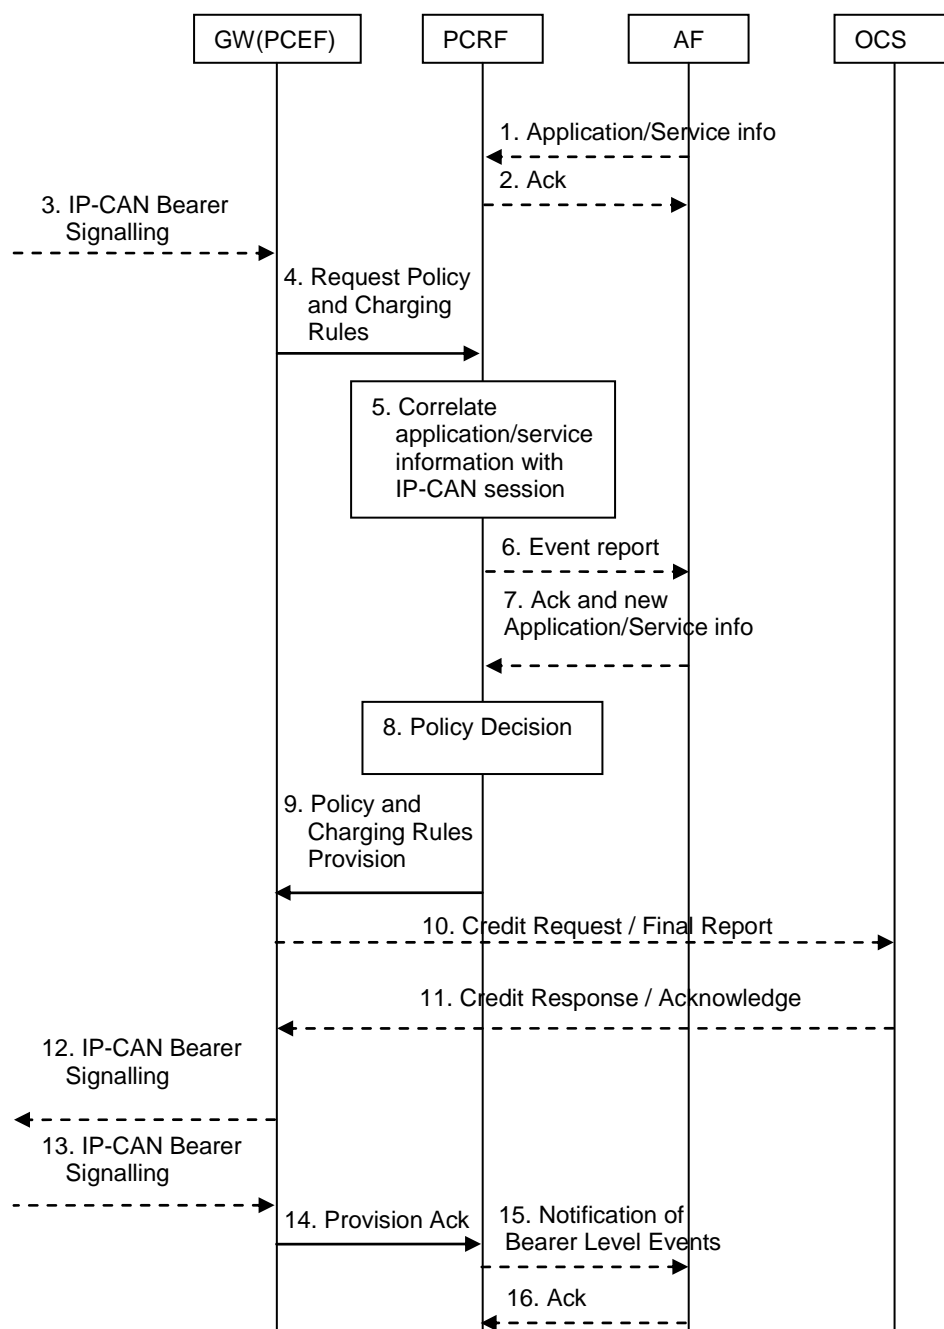 GW(PCEF)
PCRF
AF
OCS
1. Application/Service info
2. Ack
3. IP-CAN Bearer
Signalling
4. Request Policy
and Charging
Rules
5. Correlate
application/service
information with
IP-CAN session
6. Event report
7. Ack and new
Application/Service info
8. Policy Decision
9. Policy and
Charging Rules
Provision
10. Credit Request / Final Report
11. Credit Response / Acknowledge
12. IP-CAN Bearer
Signalling
13. IP-CAN Bearer
Signalling
14. Provision Ack
15. Notification of
Bearer Level Events
16. Ack